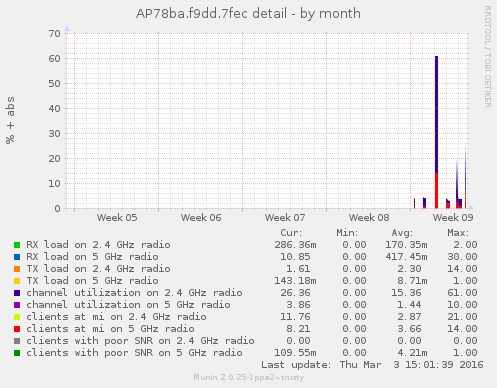 AP78ba.f9dd.7fec detail - by month
RRDTOOL / TOBI OETIKER
% + abs
70
60
50
40
30
20
10
0
Week 05 Week 06 Week 07 Week 08 Week 09
Cur: Min: Avg: Max:
RX load on 2.4 GHz radio 286.36m 0.00 170.35m 2.00
RX load on 5 GHz radio 10.85 0.00 417.45m 30.00
TX load on 2.4 GHz radio 1.61 0.00 2.30 14.00
TX load on 5 GHz radio 143.18m 0.00 8.71m 1.00
channel utilization on 2.4 GHz radio 26.36 0.00 15.36 61.00
channel utilization on 5 GHz radio 3.86 0.00 1.44 10.00
clients at mi on 2.4 GHz radio 11.76 0.00 2.87 21.00
clients at mi on 5 GHz radio 8.21 0.00 3.66 14.00
clients with poor SNR on 2.4 GHz radio 0.00 0.00 0.00 0.00
clients with poor SNR on 5 GHz radio 109.55m 0.00 4.21m 1.00
Last update: Thu Mar 3 15:01:39 2016
Munin 2.0.25-1ppa2~trusty